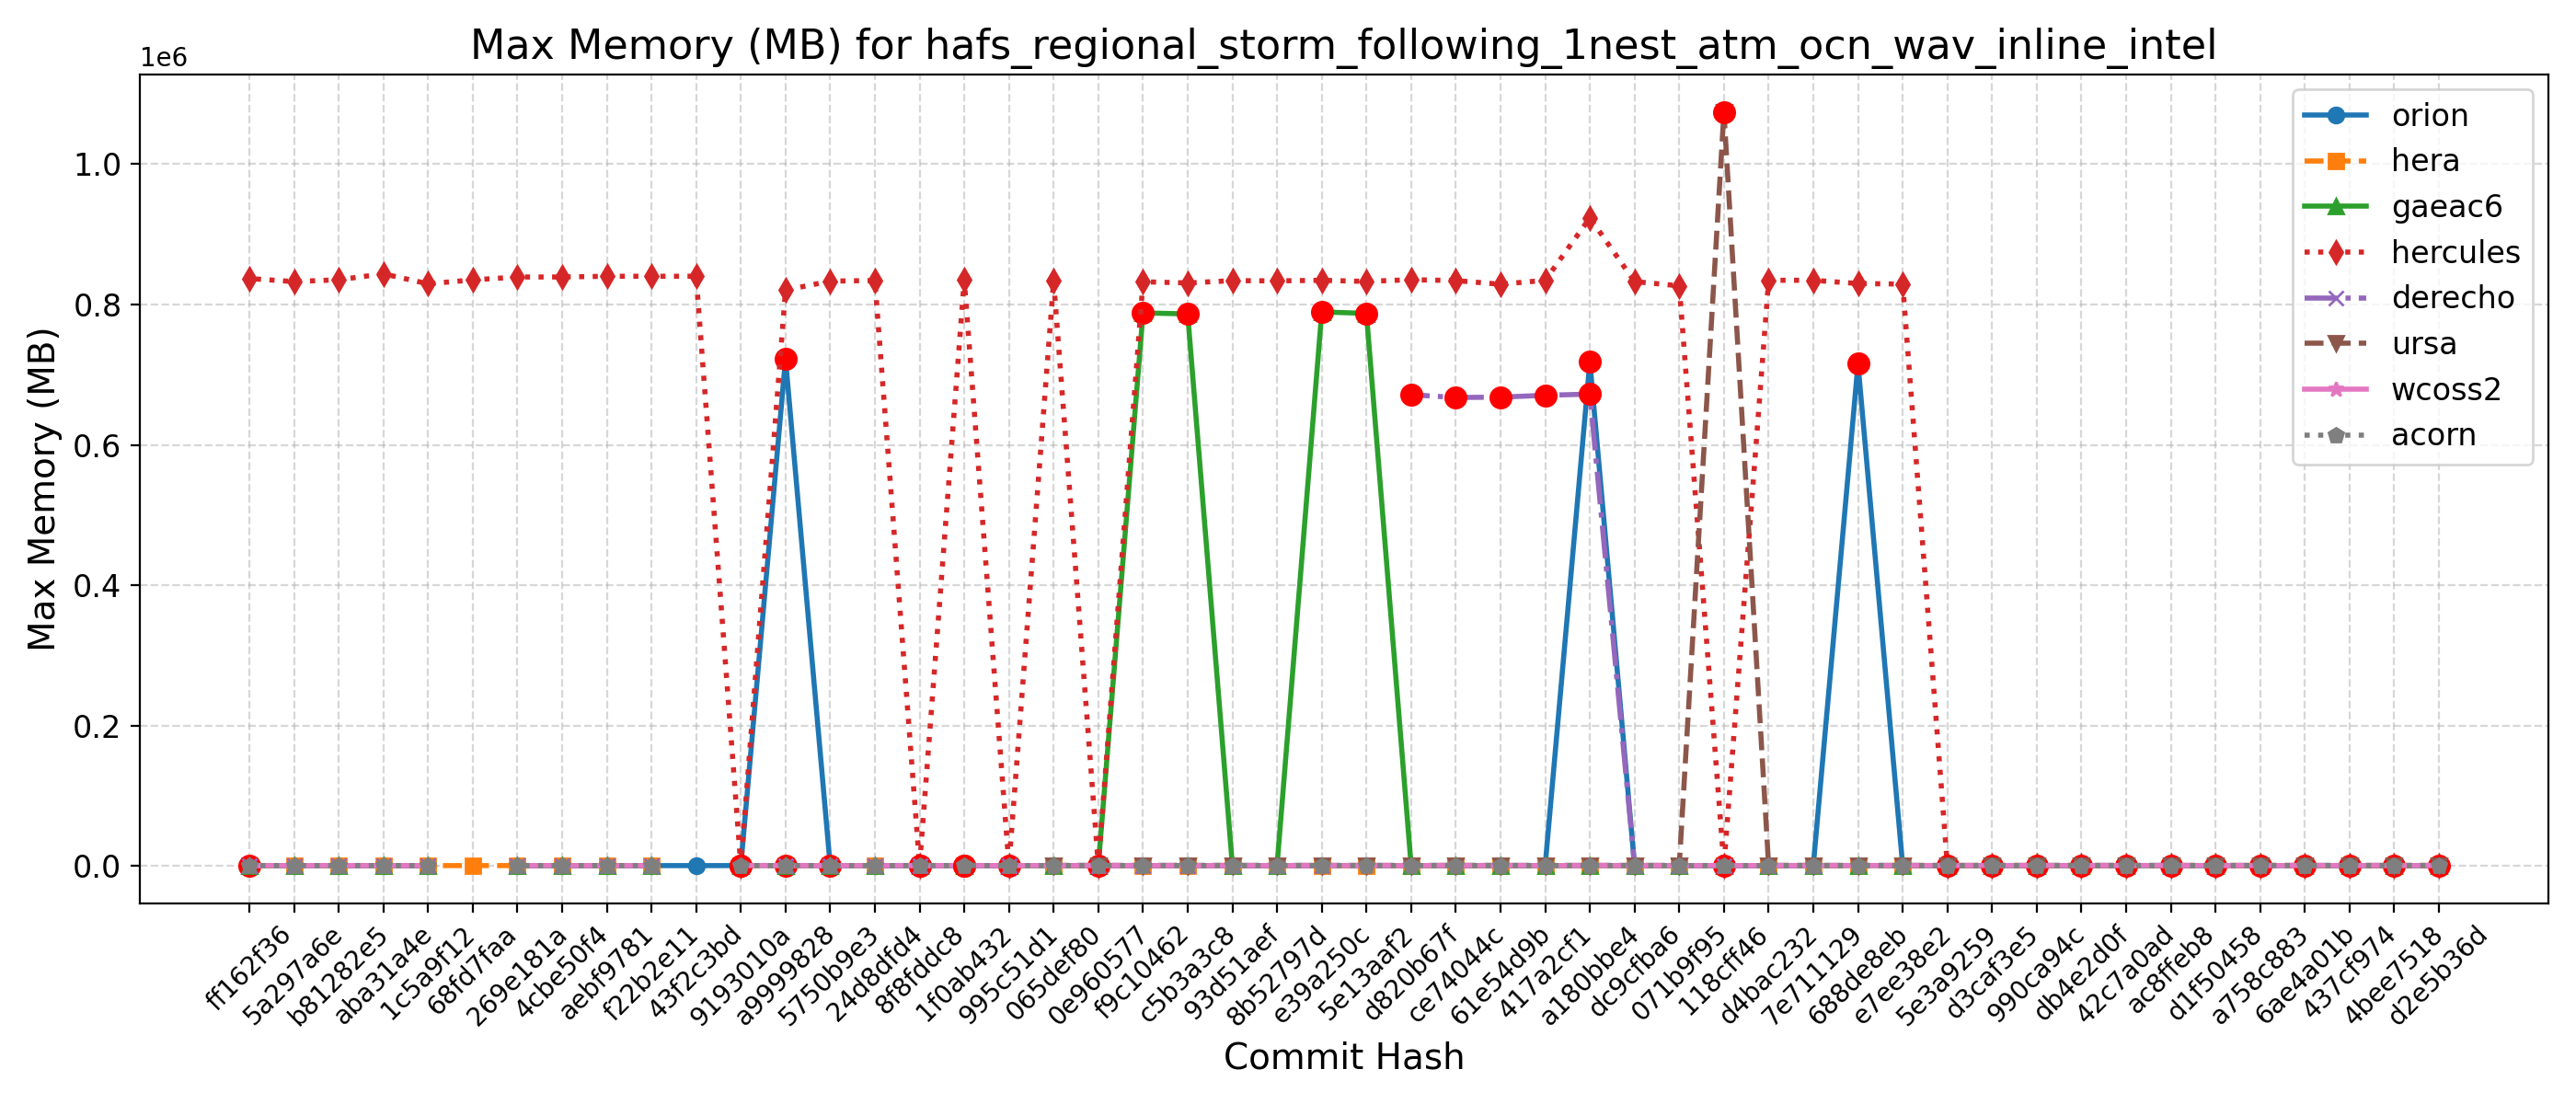 Max Memory (MB) for hafs_regional_storm_following_1nest_atm_ocn_wav_inline_intel
1e6
1.0
0.8
0.6
0.4
0.2
0.0
Max Memory (MB)
orion
hera
gaeac6
hercules
derecho
ursa
wcoss2
acorn
ff162f36
5a297a6e
b81282e5
aba31a4e
1c5a9f12
68fd7faa
269e181a
4cbe50f4
aebf9781
f22b2e11
43f2c3bd
9193010a
a9999828
5750b9e3
24d8dfd4
8f8fddc8
1f0ab432
995c51d1
065def80
0e960577
f9c10462
c5b3a3c8
93d51aef
8b52797d
e39a250c
5e13aaf2
d820b67f
ce74044c
61e54d9b
417a2cf1
a180bbe4
dc9cfba6
071b9f95
118cff46
d4bac232
7e711129
688de8eb
e7ee38e2
5e3a9259
d3caf3e5
990ca94c
db4e2d0f
42c7a0ad
ac8ffeb8
d1f50458
a758c883
6ae4a01b
437cf974
4bee7518
d2e5b36d
Commit Hash